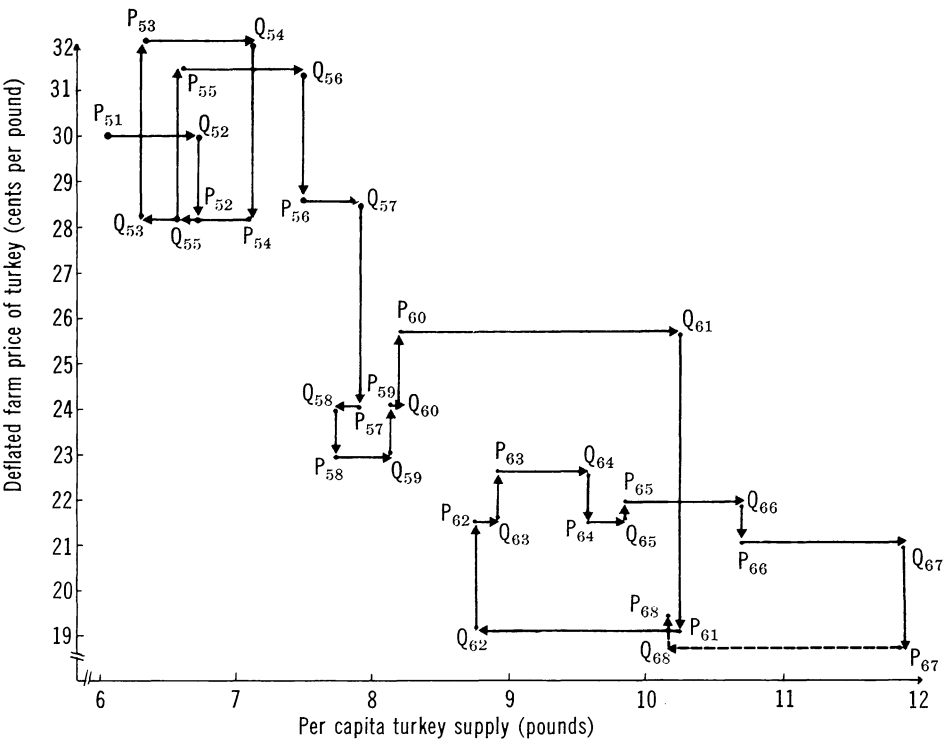 P53
Q54
32
31
P55
Q56
P51
Q52
30
29
P52
P56
Q57
28
Q53
Q55
P54
27
26
P60
Q61
25
24
Q58
P59
Q60
P57
23
P58
Q59
P63
Q64
22
P62
P65
Q66
Q63
P64
Q65
21
P66
Q67
20
P68
19
Q62
P61
Q68
P67
6 7 8 9 10 11 12
Per capita turkey supply (pounds)
Deflated farm price of turkey (cents per pound)